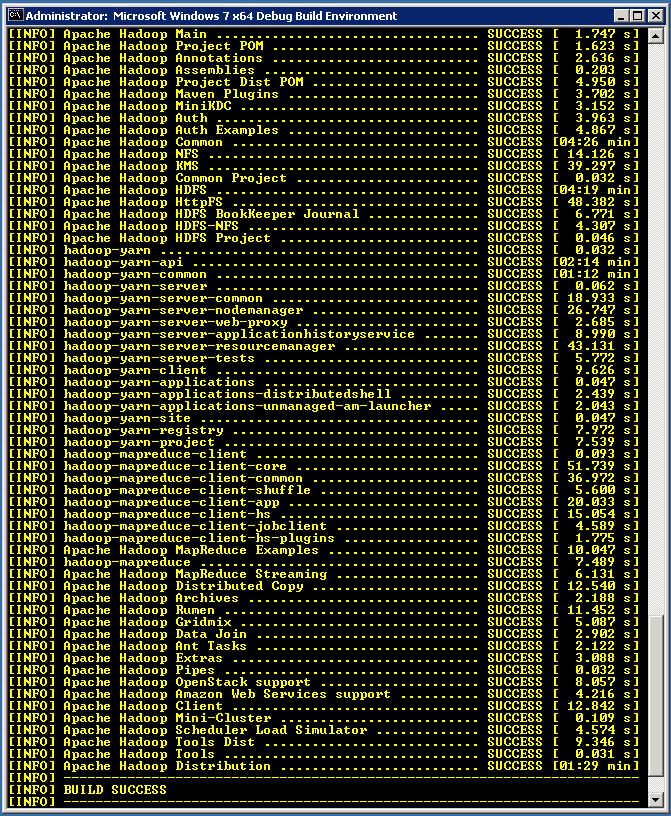 Administrator: Microsoft Windows 7 x64 Debug Build Environment
[INFO] Apache Hadoop Main ................................. SUCCESS [  1.747 s]
[INFO] Apache Hadoop Project POM .......................... SUCCESS [  1.623 s]
[INFO] Apache Hadoop Annotations .......................... SUCCESS [  2.636 s]
[INFO] Apache Hadoop Assemblies ........................... SUCCESS [  0.203 s]
[INFO] Apache Hadoop Project Dist POM ..................... SUCCESS [  4.950 s]
[INFO] Apache Hadoop Maven Plugins ........................ SUCCESS [  3.702 s]
[INFO] Apache Hadoop MiniKDC .............................. SUCCESS [  3.152 s]
[INFO] Apache Hadoop Auth ................................. SUCCESS [  3.963 s]
[INFO] Apache Hadoop Auth Examples ........................ SUCCESS [  4.867 s]
[INFO] Apache Hadoop Common ............................... SUCCESS [04:26 min]
[INFO] Apache Hadoop NFS .................................. SUCCESS [ 14.126 s]
[INFO] Apache Hadoop KMS .................................. SUCCESS [ 39.297 s]
[INFO] Apache Hadoop Common Project ....................... SUCCESS [  0.032 s]
[INFO] Apache Hadoop HDFS ................................. SUCCESS [04:19 min]
[INFO] Apache Hadoop HttpFS ............................... SUCCESS [ 48.382 s]
[INFO] Apache Hadoop HDFS BookKeeper Journal .............. SUCCESS [  6.771 s]
[INFO] Apache Hadoop HDFS-NFS ............................. SUCCESS [  4.307 s]
[INFO] Apache Hadoop HDFS Project ......................... SUCCESS [  0.046 s]
[INFO] hadoop-yarn ........................................ SUCCESS [  0.032 s]
[INFO] hadoop-yarn-api .................................... SUCCESS [02:14 min]
[INFO] hadoop-yarn-common ................................. SUCCESS [01:12 min]
[INFO] hadoop-yarn-server ................................. SUCCESS [  0.062 s]
[INFO] hadoop-yarn-server-common .......................... SUCCESS [ 18.933 s]
[INFO] hadoop-yarn-server-nodemanager ..................... SUCCESS [ 26.747 s]
[INFO] hadoop-yarn-server-web-proxy ....................... SUCCESS [  2.685 s]
[INFO] hadoop-yarn-server-applicationhistoryservice ....... SUCCESS [  8.990 s]
[INFO] hadoop-yarn-server-resourcemanager ................. SUCCESS [ 43.131 s]
[INFO] hadoop-yarn-server-tests ........................... SUCCESS [  5.772 s]
[INFO] hadoop-yarn-client ................................. SUCCESS [  9.626 s]
[INFO] hadoop-yarn-applications ........................... SUCCESS [  0.047 s]
[INFO] hadoop-yarn-applications-distributedshell .......... SUCCESS [  2.439 s]
[INFO] hadoop-yarn-applications-unmanaged-am-launcher ..... SUCCESS [  2.043 s]
[INFO] hadoop-yarn-site ................................... SUCCESS [  0.047 s]
[INFO] hadoop-yarn-registry ............................... SUCCESS [  7.972 s]
[INFO] hadoop-yarn-project ................................ SUCCESS [  7.539 s]
[INFO] hadoop-mapreduce-client ............................ SUCCESS [  0.093 s]
[INFO] hadoop-mapreduce-client-core ....................... SUCCESS [ 51.739 s]
[INFO] hadoop-mapreduce-client-common ..................... SUCCESS [ 36.972 s]
[INFO] hadoop-mapreduce-client-shuffle .................... SUCCESS [  5.600 s]
[INFO] hadoop-mapreduce-client-app ........................ SUCCESS [ 20.033 s]
[INFO] hadoop-mapreduce-client-hs ......................... SUCCESS [ 15.054 s]
[INFO] hadoop-mapreduce-client-jobclient .................. SUCCESS [  4.589 s]
[INFO] hadoop-mapreduce-client-hs-plugins ................. SUCCESS [  1.775 s]
[INFO] Apache Hadoop MapReduce Examples ................... SUCCESS [ 10.047 s]
[INFO] hadoop-mapreduce ................................... SUCCESS [  7.489 s]
[INFO] Apache Hadoop MapReduce Streaming .................. SUCCESS [  6.131 s]
[INFO] Apache Hadoop Distributed Copy ..................... SUCCESS [ 12.540 s]
[INFO] Apache Hadoop Archives ............................. SUCCESS [  2.188 s]
[INFO] Apache Hadoop Rumen ................................ SUCCESS [ 11.452 s]
[INFO] Apache Hadoop Gridmix .............................. SUCCESS [  5.087 s]
[INFO] Apache Hadoop Data Join ............................ SUCCESS [  2.902 s]
[INFO] Apache Hadoop Ant Tasks ............................ SUCCESS [  2.122 s]
[INFO] Apache Hadoop Extras ............................... SUCCESS [  3.088 s]
[INFO] Apache Hadoop Pipes ................................ SUCCESS [  0.032 s]
[INFO] Apache Hadoop OpenStack support .................... SUCCESS [  8.057 s]
[INFO] Apache Hadoop Amazon Web Services support .......... SUCCESS [  4.216 s]
[INFO] Apache Hadoop Client ............................... SUCCESS [ 12.842 s]
[INFO] Apache Hadoop Mini-Cluster ......................... SUCCESS [  0.109 s]
[INFO] Apache Hadoop Scheduler Load Simulator ............. SUCCESS [  4.574 s]
[INFO] Apache Hadoop Tools Dist ........................... SUCCESS [  9.346 s]
[INFO] Apache Hadoop Tools ................................ SUCCESS [  0.031 s]
[INFO] Apache Hadoop Distribution ......................... SUCCESS [01:29 min]
[INFO] ------------------------------------------------------------------------
[INFO] BUILD SUCCESS
[INFO] ------------------------------------------------------------------------